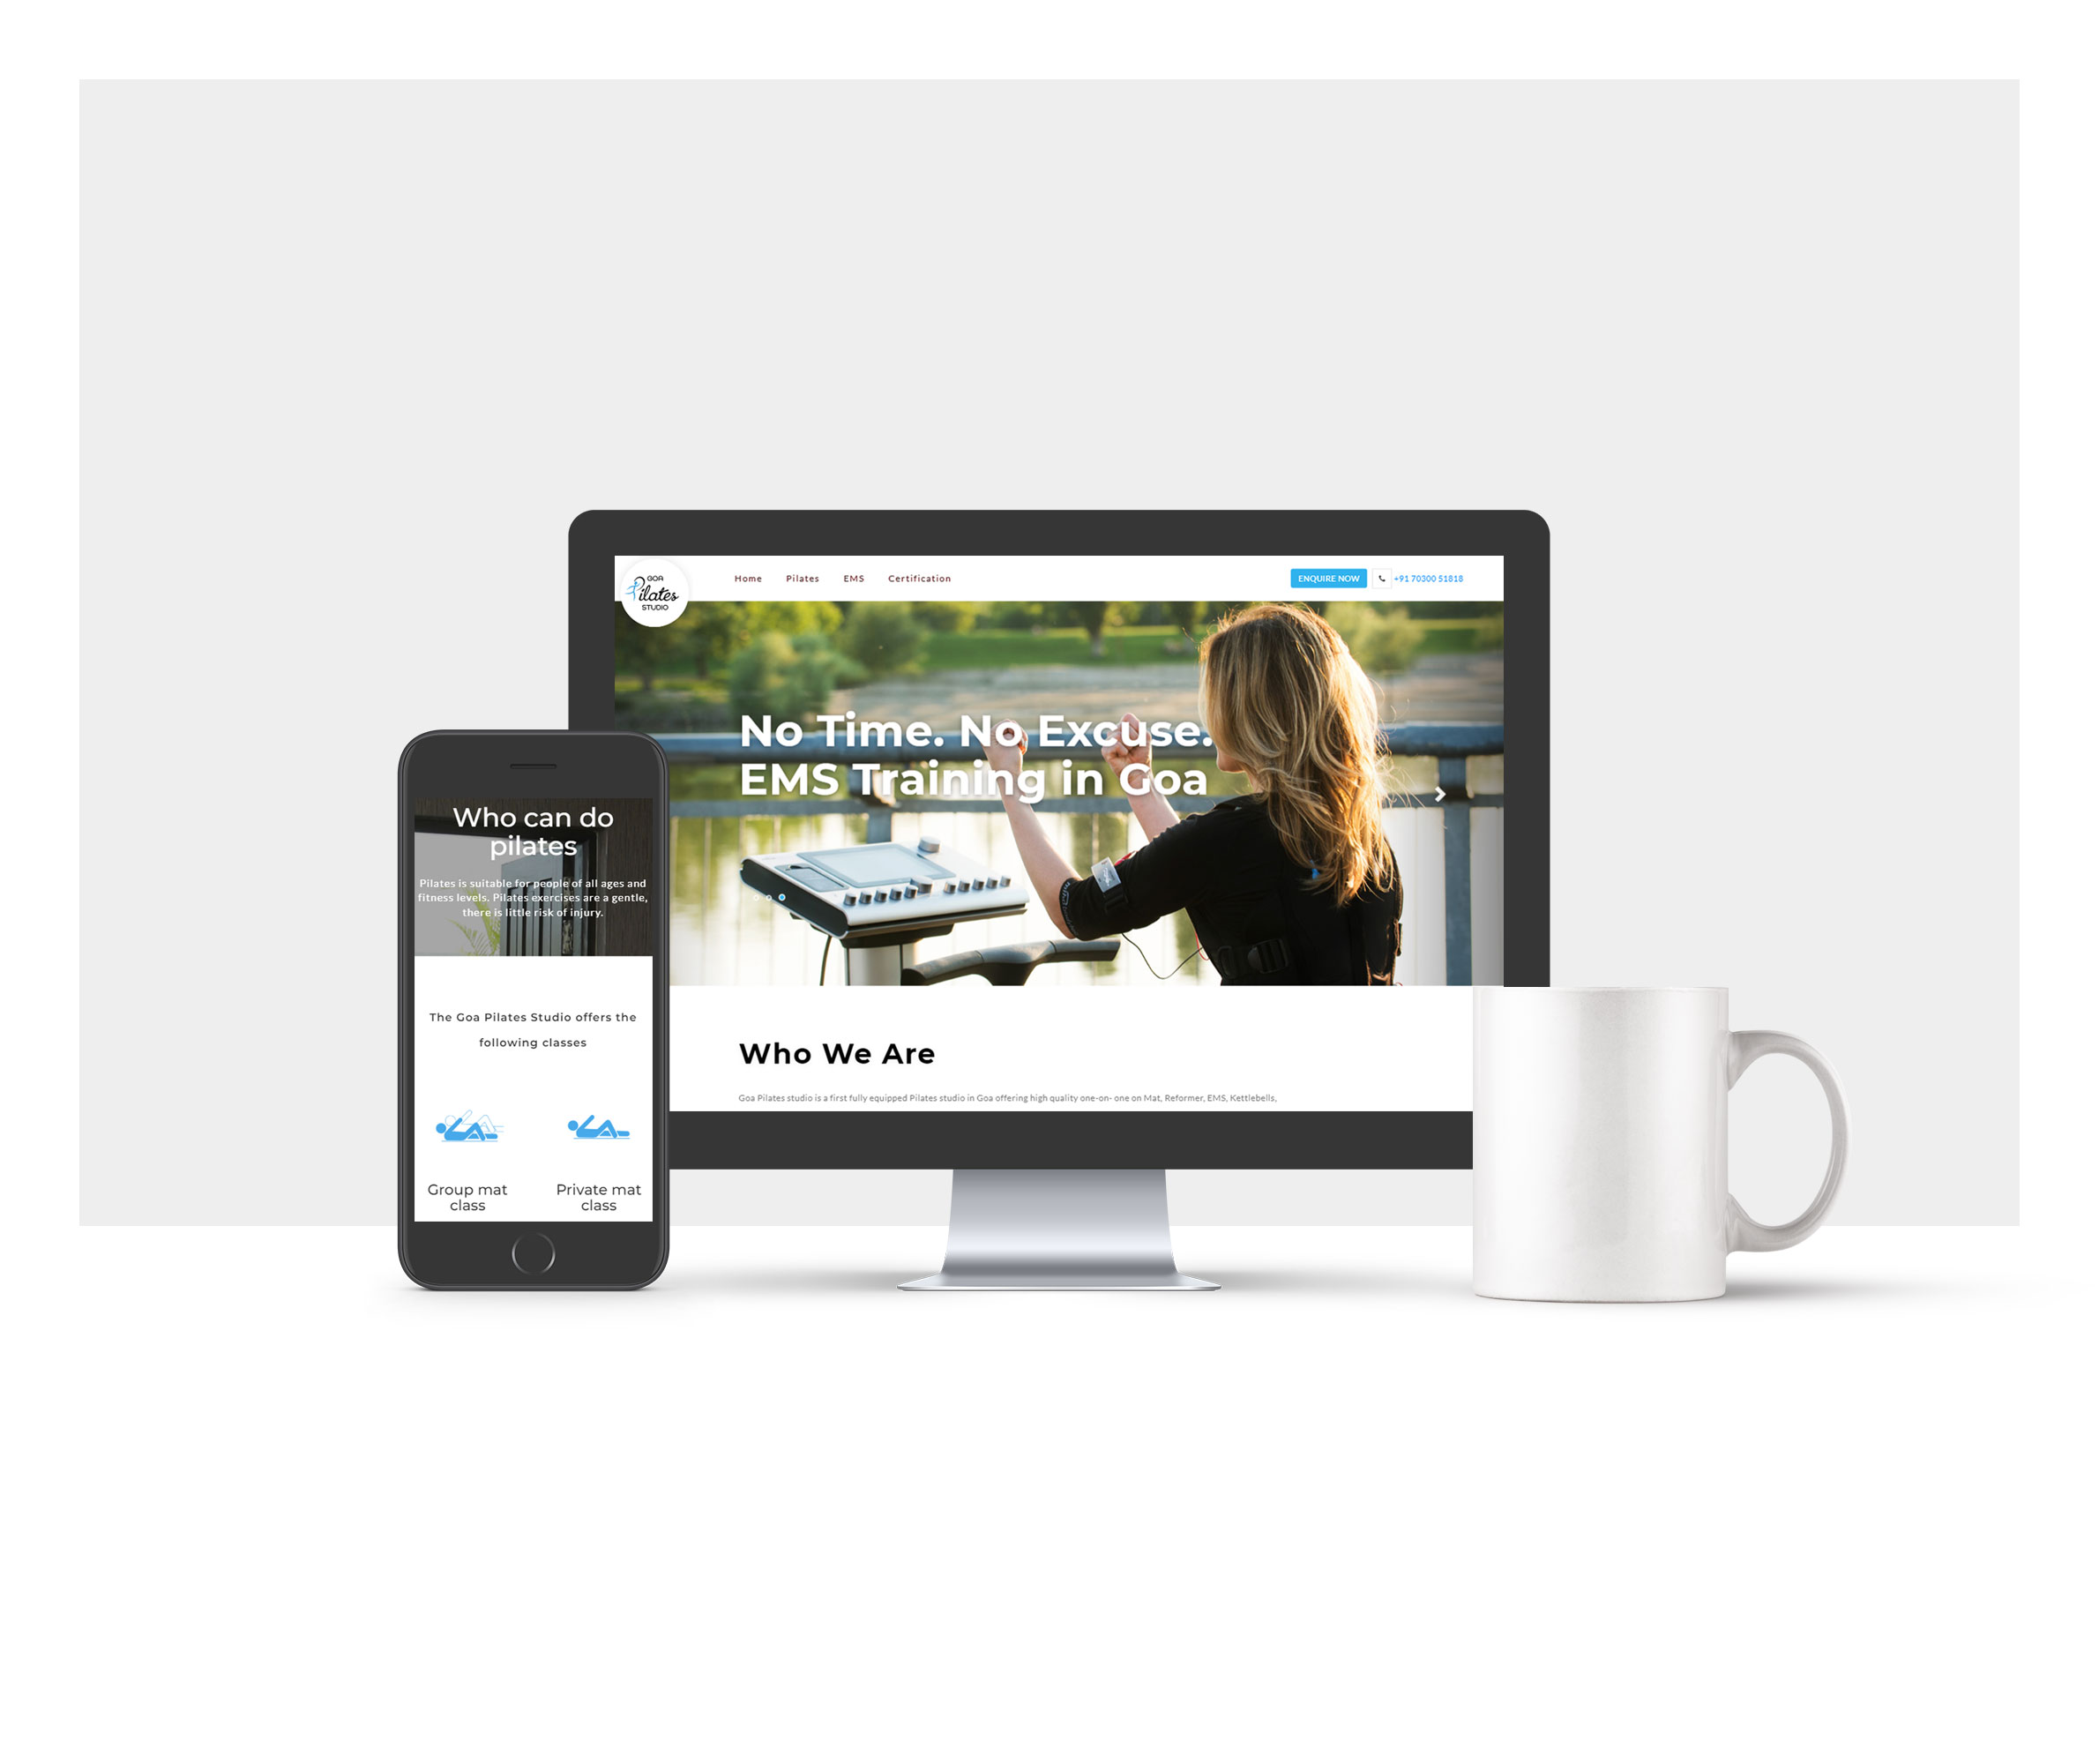 GOA
Pilates
STUDIO
Home Pilates EMS Certification
ENQUIRE NOW +91 70300 51818
No Time. No Excuse.
EMS Training in Goa
Who We Are
Goa Pilates studio is a first fully equipped Pilates studio in Goa offering high quality one-on- one on Mat, Reformer, EMS, Kettlebells,
Who can do
pilates
Pilates is suitable for people of all ages and
fitness levels. Pilates exercises are a gentle,
there is little risk of injury.
The Goa Pilates Studio offers the
following classes
Group mat
class
Private mat
class